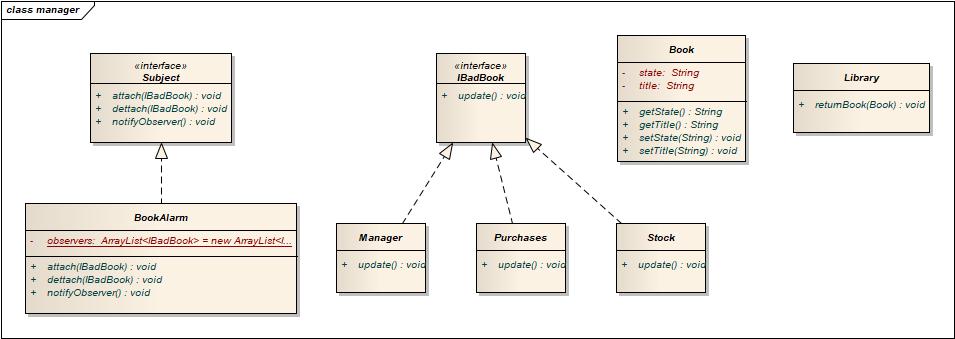 class manager
«interface»
Subject
+ attach(IBadBook) : void
+ dettach(IBadBook) : void
+ notifyObserver() : void
«interface»
IBadBook
+ update() : void
Book
- state: String
- title: String
+ getState() : String
+ getTitle() : String
+ setState(String) : void
+ setTitle(String) : void
Library
+ returnBook(Book) : void
BookAlarm
- observers: ArrayList<IBadBook> = new ArrayList<I...
+ attach(IBadBook) : void
+ dettach(IBadBook) : void
+ notifyObserver() : void
Manager
+ update() : void
Purchases
+ update() : void
Stock
+ update() : void